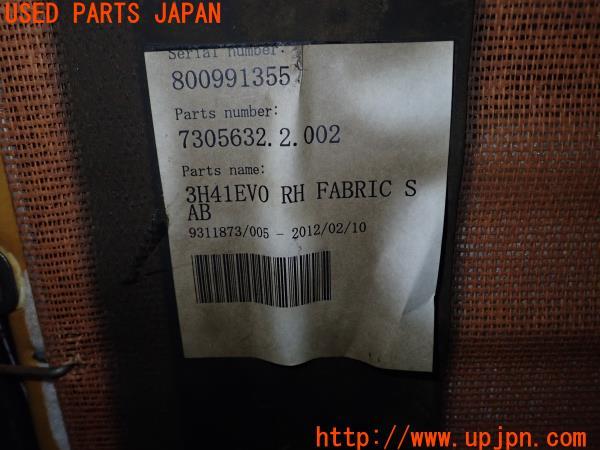 USED PARTS JAPAN
Serial number:
800991355
Parts number:
7305632.2.002
Parts name:
3H41EVO RH FABRIC S
AB
9311873/005 - 2012/02/10
http://www.upjpn.com